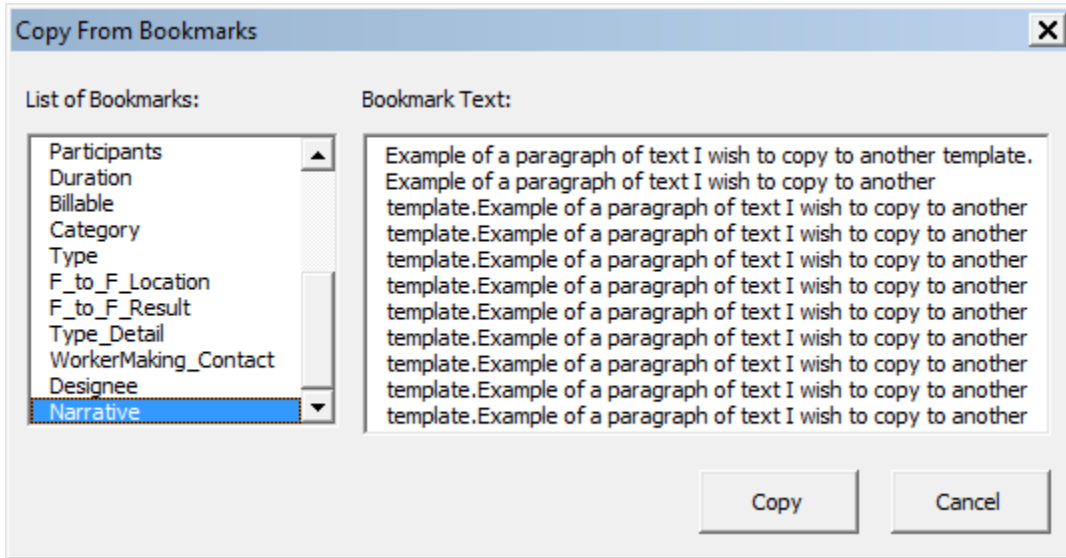 Copy From Bookmarks
List of Bookmarks:
Participants
Duration
Billable
Category
Type
F_to_F_Location
F_to_F_Result
Type_Detail
WorkerMaking_Contact
Designee
Narrative
Bookmark Text:
Example of a paragraph of text I wish to copy to another template.
Example of a paragraph of text I wish to copy to another
template.Example of a paragraph of text I wish to copy to another
template.Example of a paragraph of text I wish to copy to another
template.Example of a paragraph of text I wish to copy to another
template.Example of a paragraph of text I wish to copy to another
template.Example of a paragraph of text I wish to copy to another
template.Example of a paragraph of text I wish to copy to another
template.Example of a paragraph of text I wish to copy to another
template.Example of a paragraph of text I wish to copy to another
template.Example of a paragraph of text I wish to copy to another
Copy
Cancel